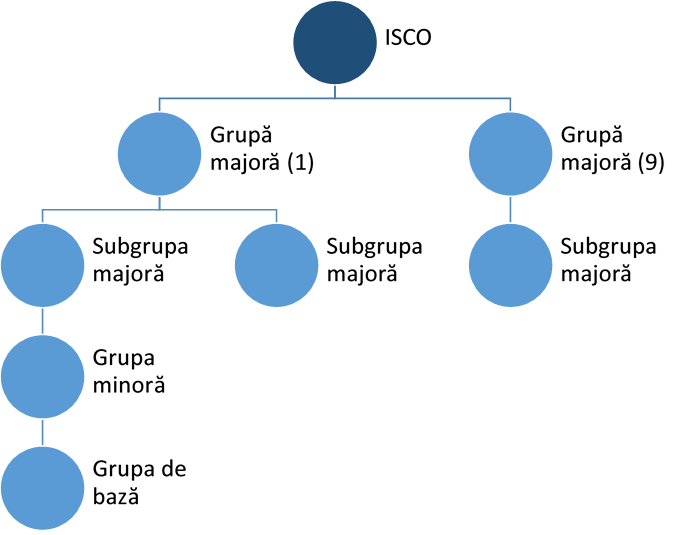 ISCO
Grupă
majoră (1)
Grupă
majoră (9)
Subgrupa
majoră
Subgrupa
majoră
Subgrupa
majoră
Grupa
minoră
Grupa de
bază